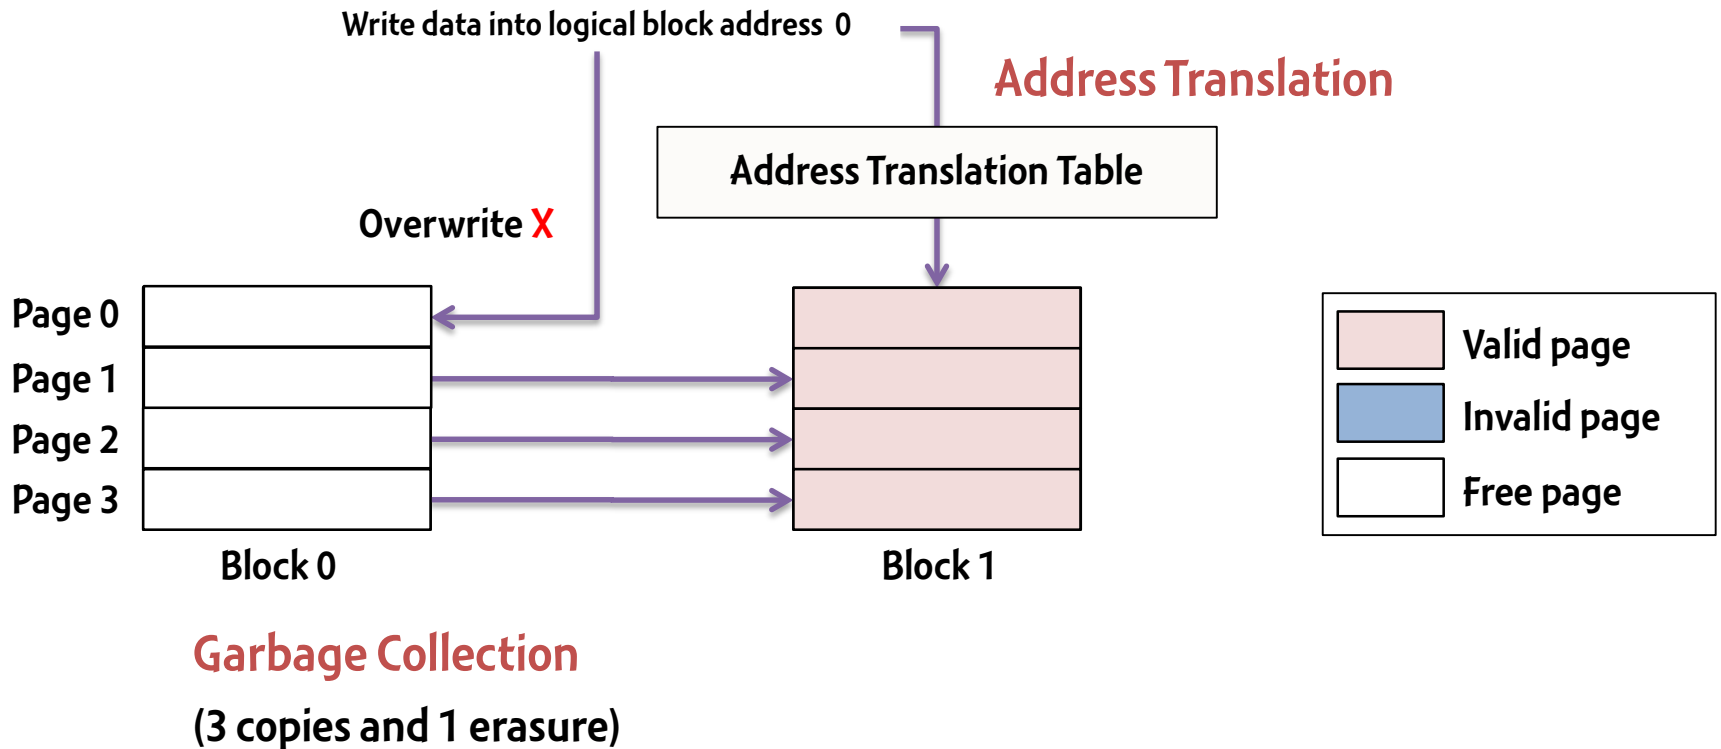 Write data into logical block address 0
Address Translation
Address Translation Table
Overwrite X
Page 0
Page 1
Page 2
Page 3
Block 0
Block 1
Valid page
Invalid page
Free page
Garbage Collection
(3 copies and 1 erasure)